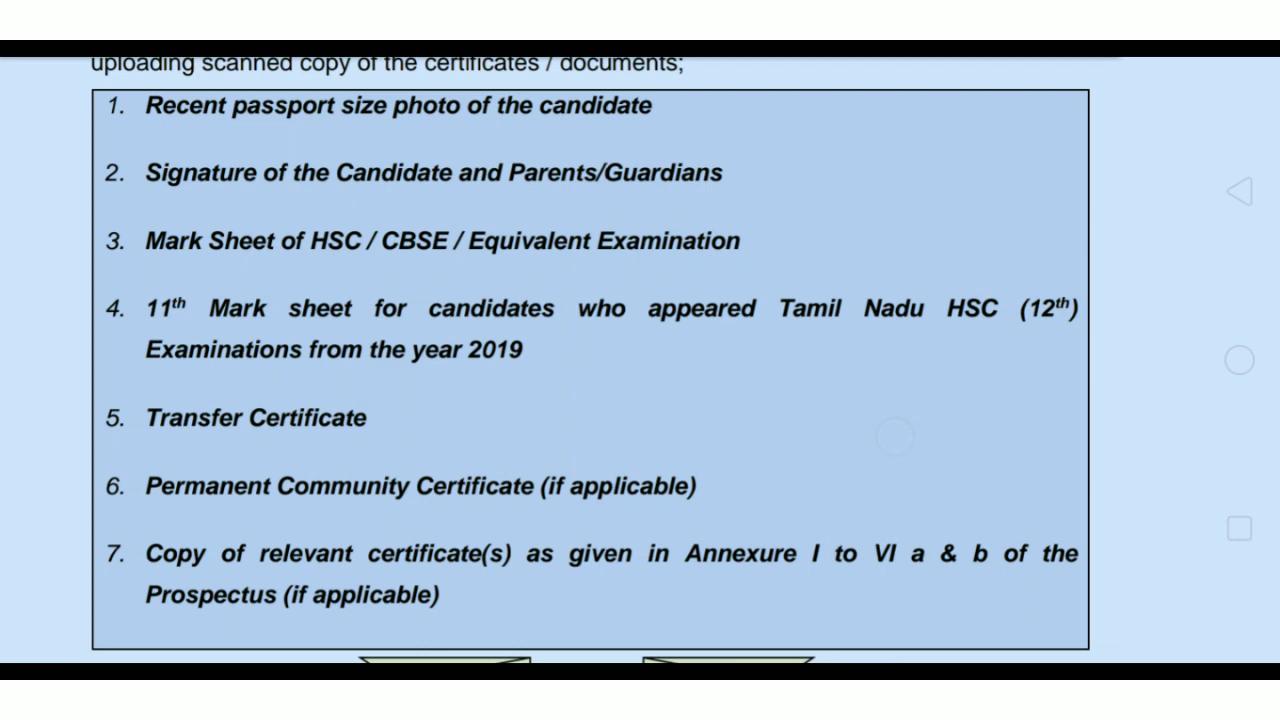 uploading scanned copy of the certificates / documents;
1. Recent passport size photo of the candidate
2. Signature of the Candidate and Parents/Guardians
3. Mark Sheet of HSC / CBSE / Equivalent Examination
4. 11th Mark sheet for candidates who appeared Tamil Nadu HSC (12th)
Examinations from the year 2019
5. Transfer Certificate
6. Permanent Community Certificate (if applicable)
7. Copy of relevant certificate(s) as given in Annexure I to VI a & b of the
Prospectus (if applicable)